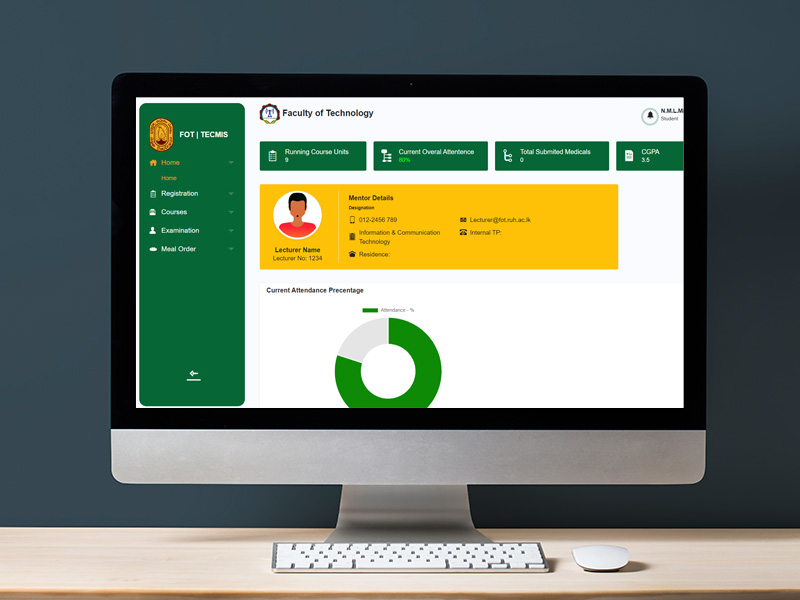 FOT | TECMIS
Home
Home
Registration
Courses
Examination
Meal Order
Faculty of Technology
N.M.L.M
Student
Running Course Units
9
Current Overal Attentence
80%
Total Submited Medicals
0
CGPA
3.5
Lecturer Name
Lecturer No: 1234
Mentor Details
Designation
012-2456 789
Lecturer@fot.ruh.ac.lk
Information & Communication
Technology
Internal TP:
Residence:
Current Attendance Precentage
Attendance - %